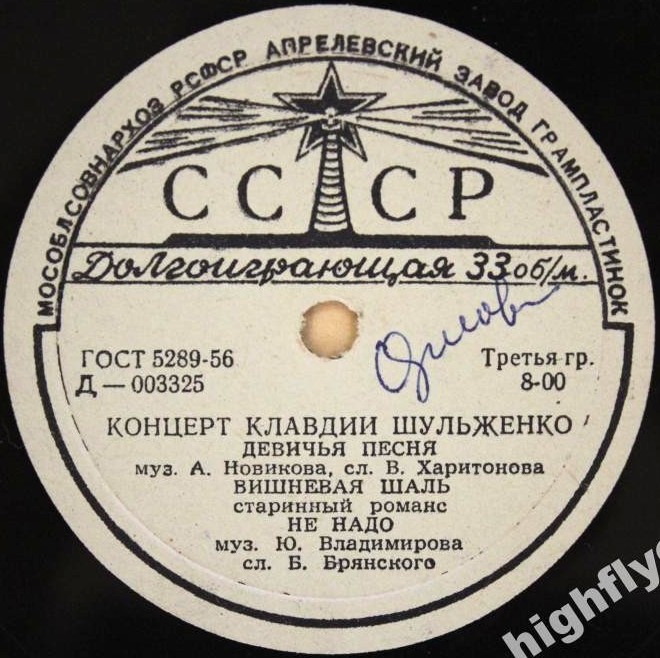 МОСОБЛСОВНАРХОЗ РСФСР АПРЕЛЕВСКИЙ ЗАВОД ГРАМПЛАСТИНОК
СССР
Долгоиграющая 33 об/м.
ГОСТ 5289-56
Д — 003325
Третья гр.
8-00
КОНЦЕРТ КЛАВДИИ ШУЛЬЖЕНКО
ДЕВИЧЬЯ ПЕСНЯ
муз. А. Новикова, сл. В. Харитонова
ВИШНЕВАЯ ШАЛЬ
старинный романс
НЕ НАДО
муз. Ю. Владимирова
сл. Б. Брянского